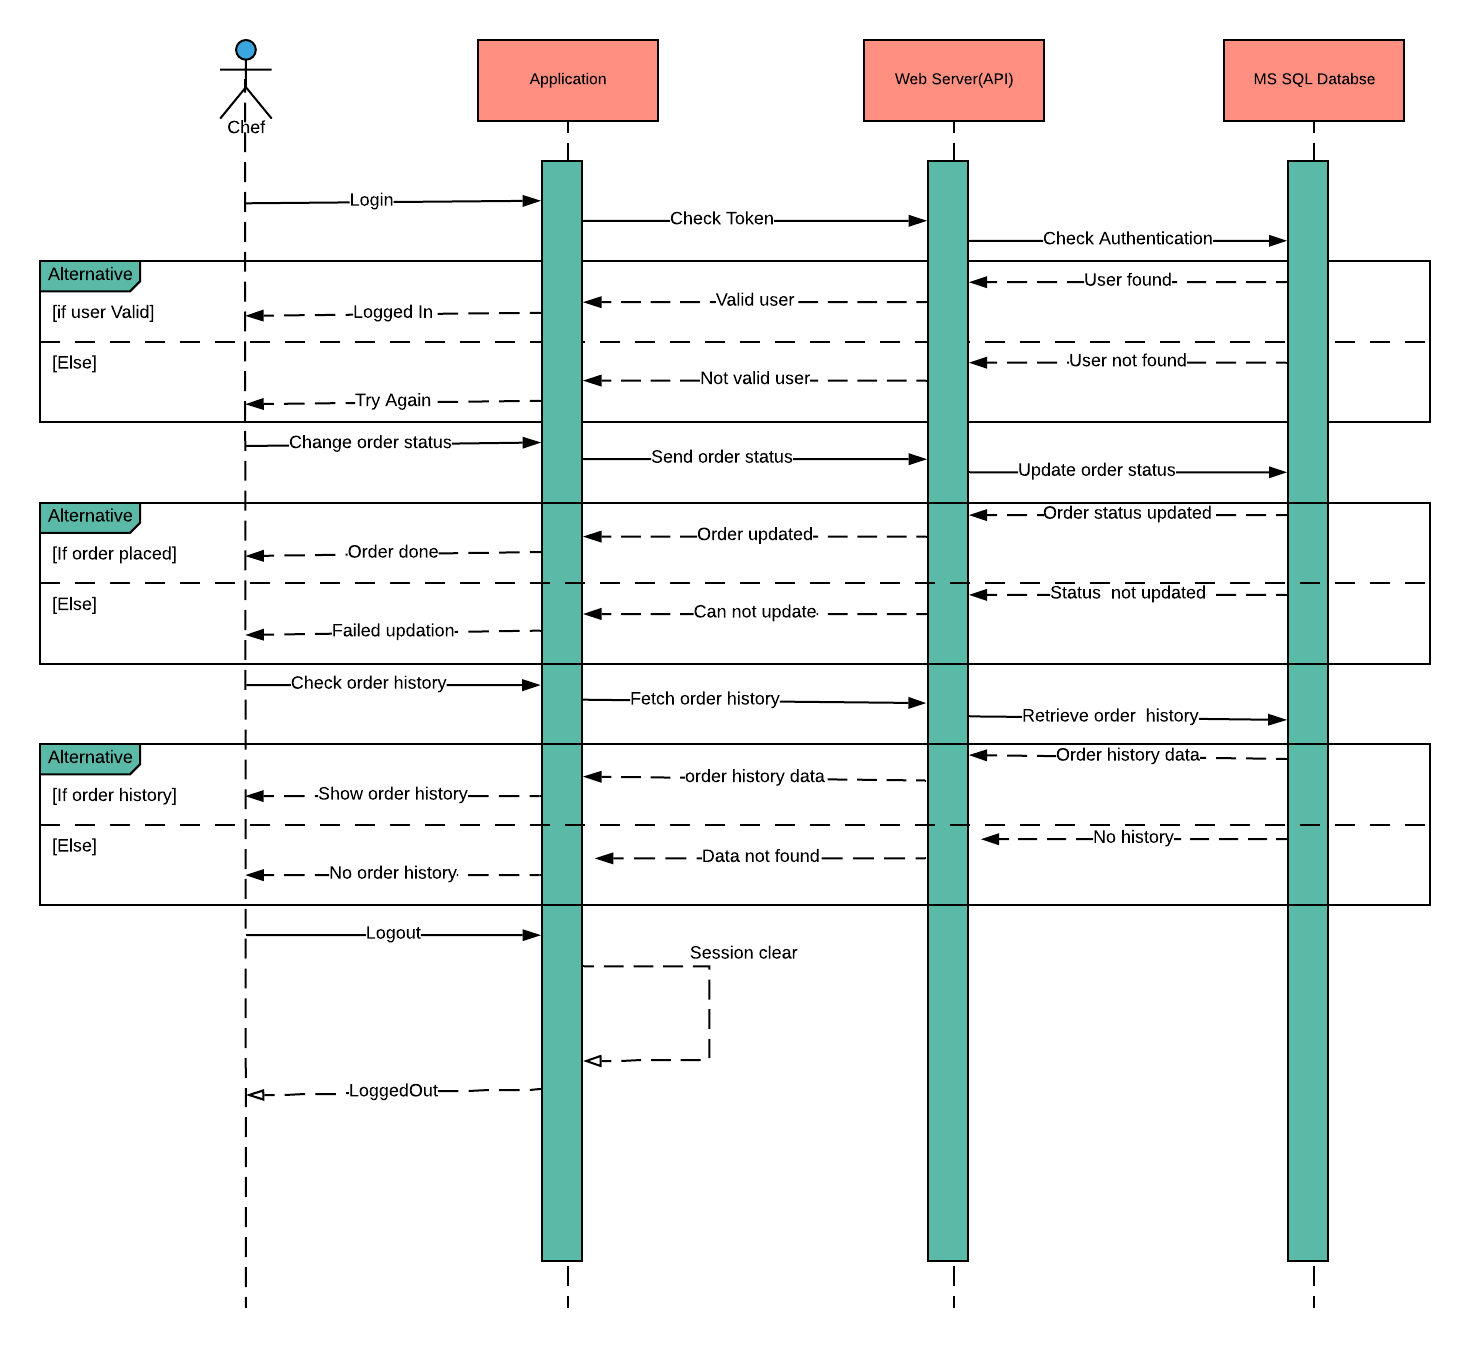 Chef
Application
Web Server(API)
MS SQL Databse
Login
Check Token
Check Authentication
Alternative
User found
Valid user
[if user Valid]
Logged In
[Else]
User not found
Not valid user
Try Again
Change order status
Send order status
Update order status
Alternative
Order status updated
Order updated
[If order placed]
Order done
[Else]
Status  not updated
Can not update
Failed updation
Check order history
Fetch order history
Retrieve order  history
Alternative
Order history data
order history data
[If order history]
Show order history
[Else]
No history
Data not found
No order history
Logout
Session clear
LoggedOut